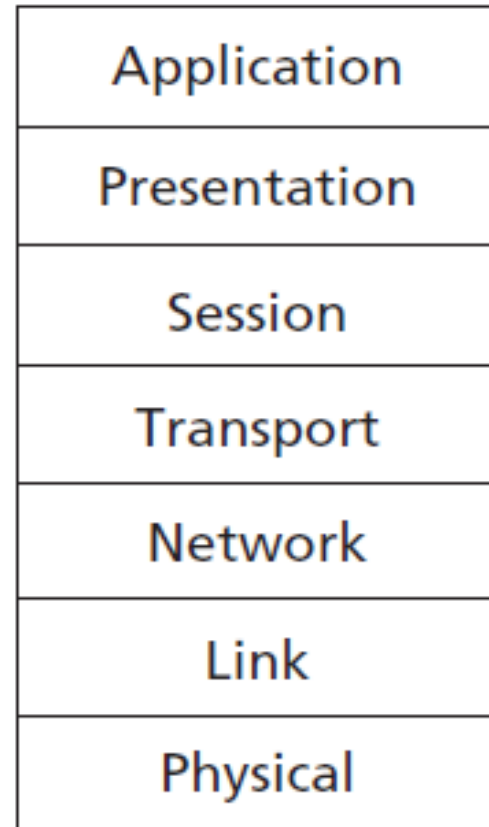 Application
Presentation
Session
Transport
Network
Link
Physical